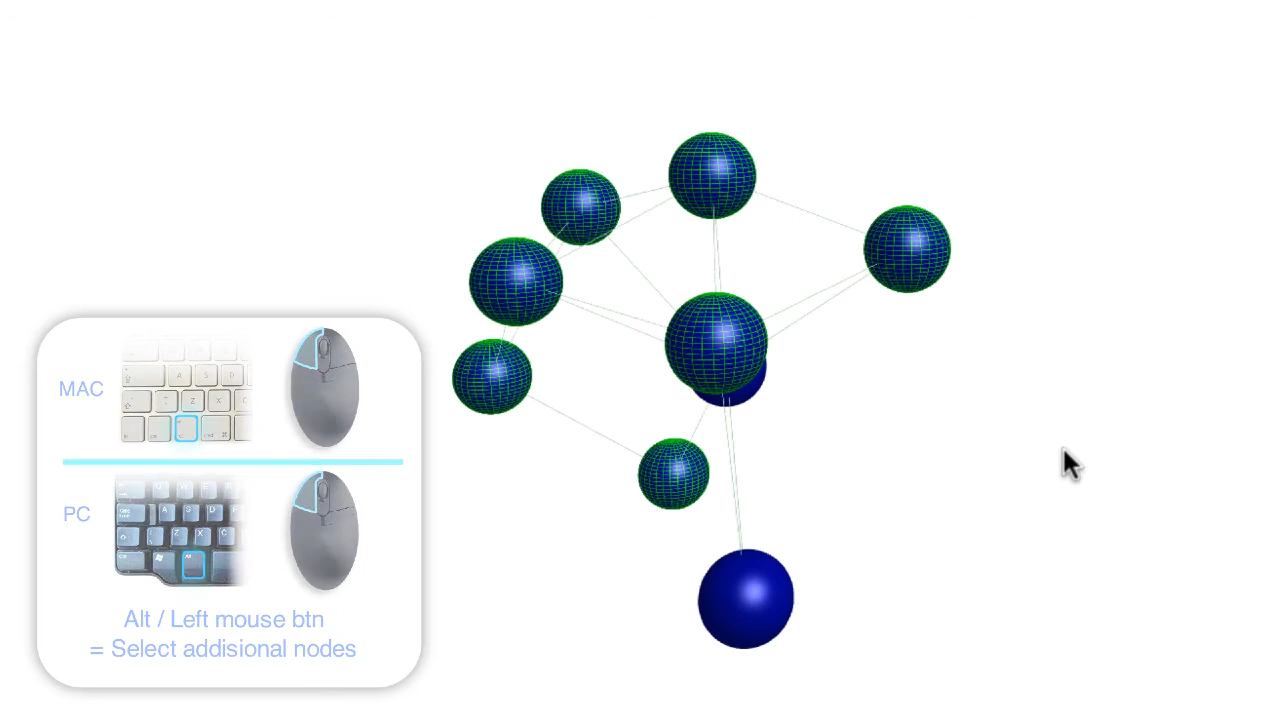 MAC
A S D
Z X C
PC
Q W E R
A S D F
Z X C
Alt / Left mouse btn
= Select addisional nodes